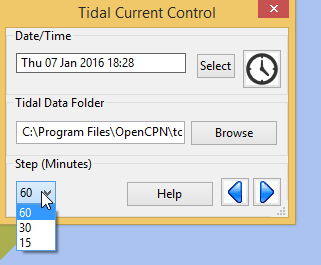 Tidal Current Control
Date/Time
Thu 07 Jan 2016 18:28
Select
Tidal Data Folder
C:\Program Files\OpenCPN\tc
Browse
Step (Minutes)
60
Help
60
30
15